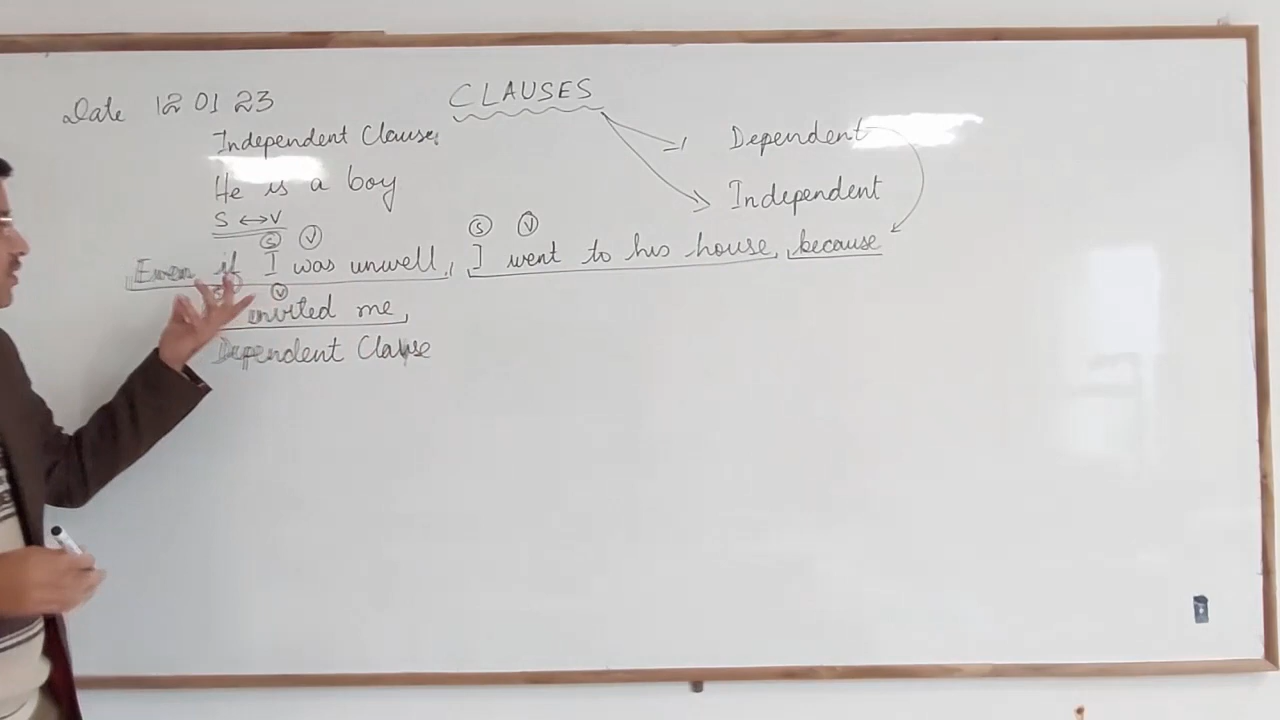 Date 12 01 23
CLAUSES
Independent Clause.
Dependent
He is a boy
Independent
S ↔ V
S V S V
Even if I was unwell, I went to his house, because
V
invited me,
Dependent Clause